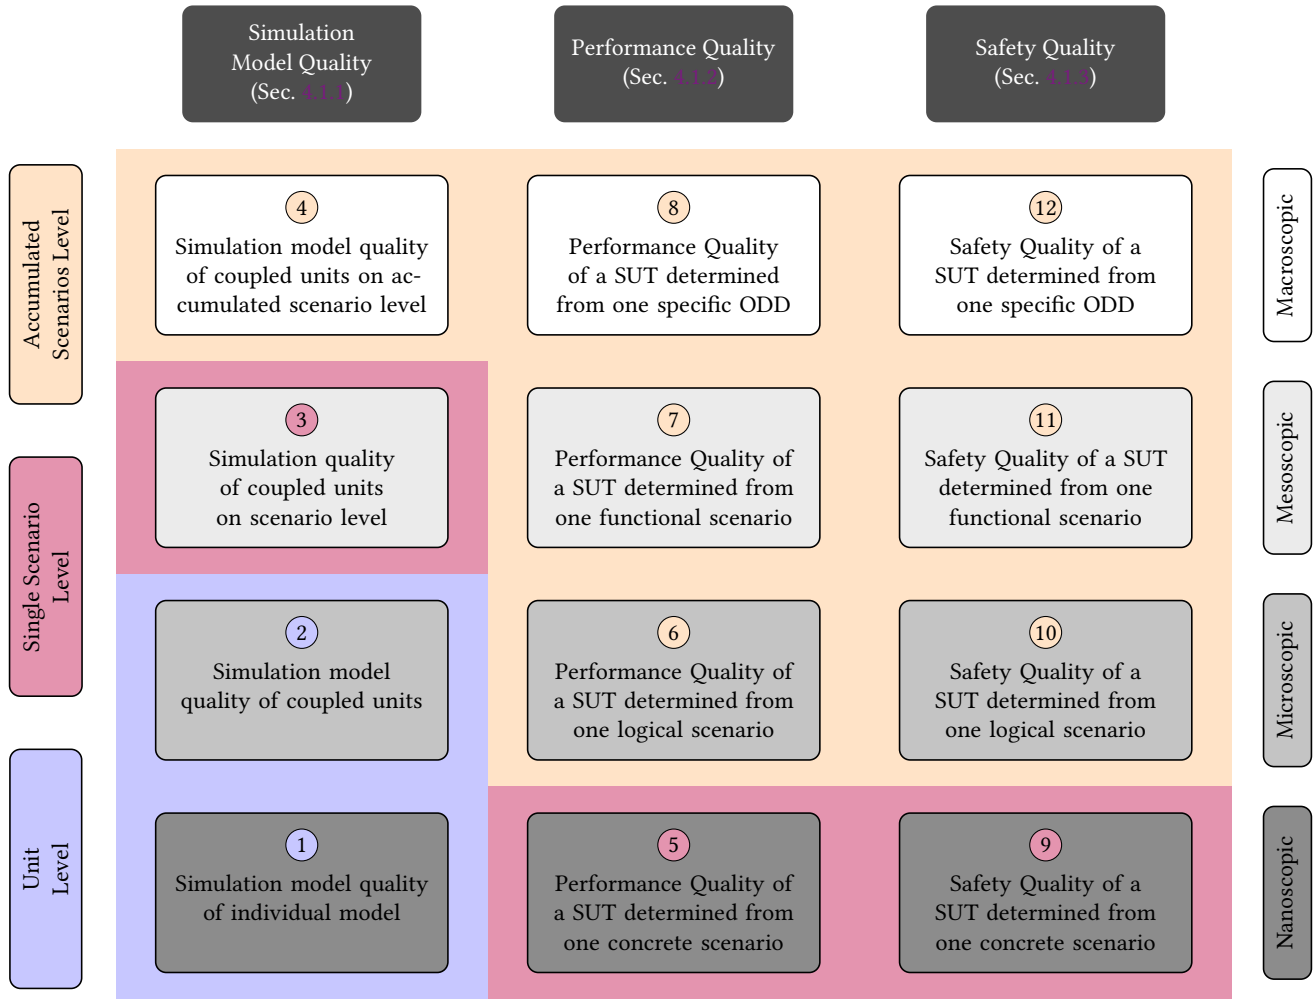 Simulation
Model Quality
(Sec. 4.1.1)
Performance Quality
(Sec. 4.1.2)
Safety Quality
(Sec. 4.1.3)
Accumulated
Scenarios Level
4
Simulation model quality
of coupled units on ac-
cumulated scenario level
8
Performance Quality
of a SUT determined
from one specific ODD
12
Safety Quality of a
SUT determined from
one specific ODD
Macroscopic
Single Scenario
Level
3
Simulation quality
of coupled units
on scenario level
7
Performance Quality of
a SUT determined from
one functional scenario
11
Safety Quality of a SUT
determined from one
functional scenario
Mesoscopic
2
Simulation model
quality of coupled units
6
Performance Quality of
a SUT determined from
one logical scenario
10
Safety Quality of a
SUT determined from
one logical scenario
Microscopic
Unit
Level
1
Simulation model quality
of individual model
5
Performance Quality of
a SUT determined from
one concrete scenario
9
Safety Quality of a
SUT determined from
one concrete scenario
Nanoscopic